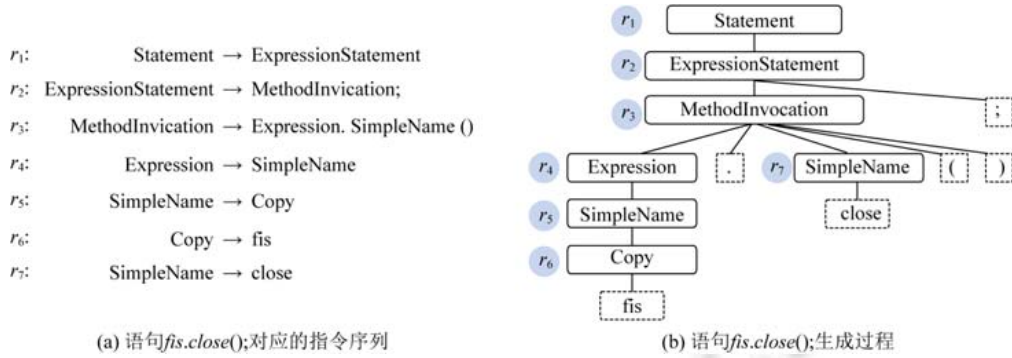 r₁: Statement → ExpressionStatement
r₂: ExpressionStatement → MethodInvication;
r₃: MethodInvication → Expression. SimpleName ()
r₄: Expression → SimpleName
r₅: SimpleName → Copy
r₆: Copy → fis
r₇: SimpleName → close
(a) 语句fis.close();对应的指令序列
r₁ Statement
r₂ ExpressionStatement
r₃ MethodInvocation ;
r₄ Expression . r₇ SimpleName ( )
r₅ SimpleName close
r₆ Copy
fis
(b) 语句fis.close();生成过程